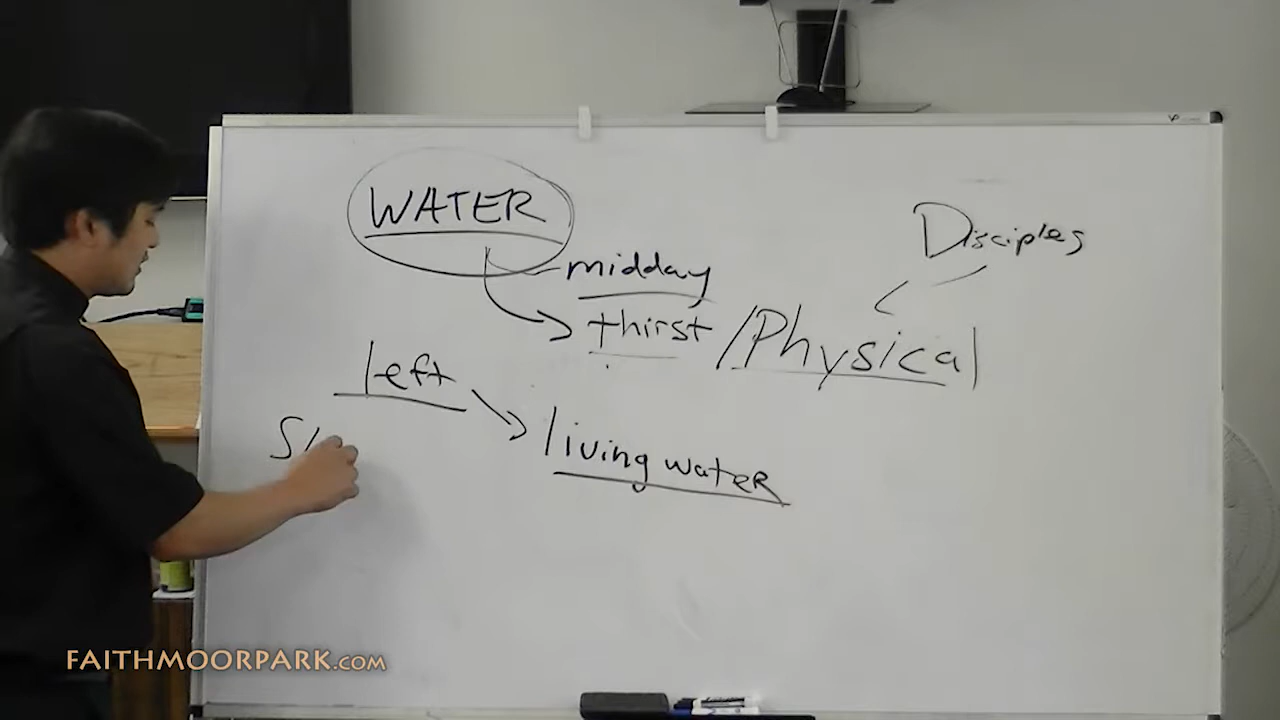 WATER
Disciples
midday
thirst / Physical
left
living water
FAITHMOORPARK.COM